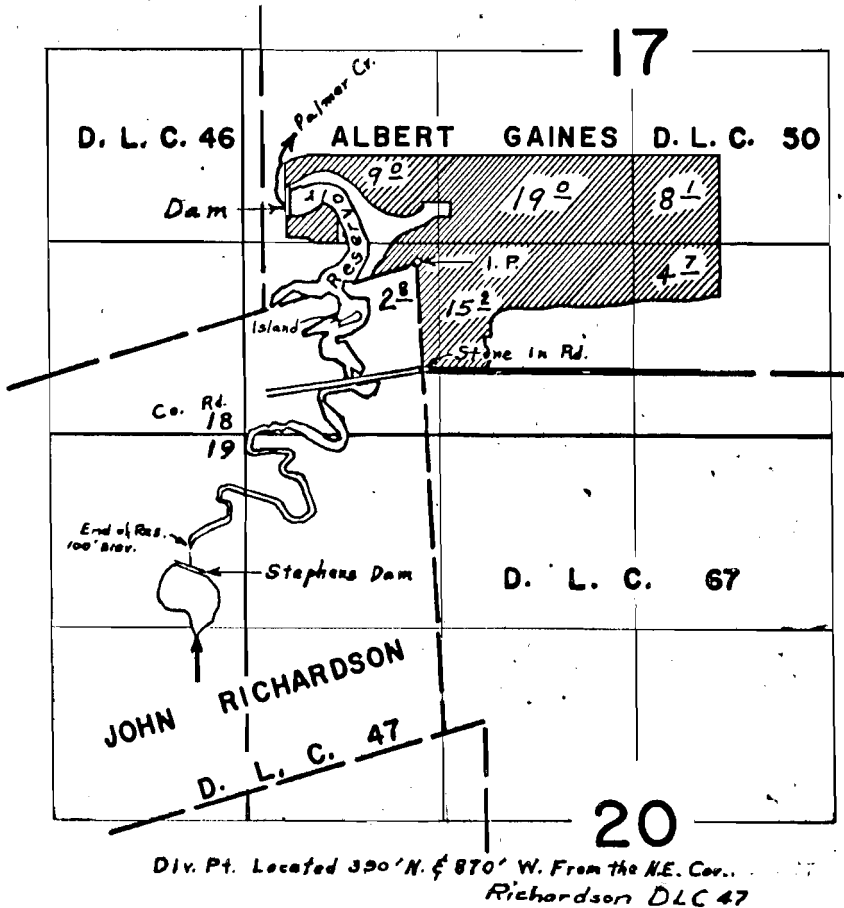 17
Palmer Cr.
D. L. C. 46
ALBERT GAINES D. L. C. 50
9 0
19 0
8 1
Dam
Reservoir
I. P.
4 7
2 8
15 2
Island
Stone in Rd.
Co. Rd.
18
19
End of Res.
100' Elev.
Stephens Dam
D. L. C. 67
JOHN RICHARDSON
D. L. C. 47
20
Div. Pt. Located 390' N. & 870' W. From the N.E. Cor..
Richardson DLC 47